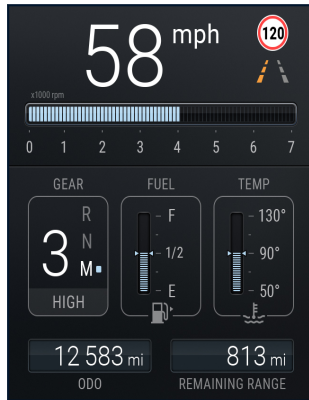 58 mph 120
x1000 rpm
0 1 2 3 4 5 6 7
GEAR FUEL TEMP
R F 130°
3 N 1/2 90°
M E 50°
HIGH
12 583 mi 813 mi
ODO REMAINING RANGE